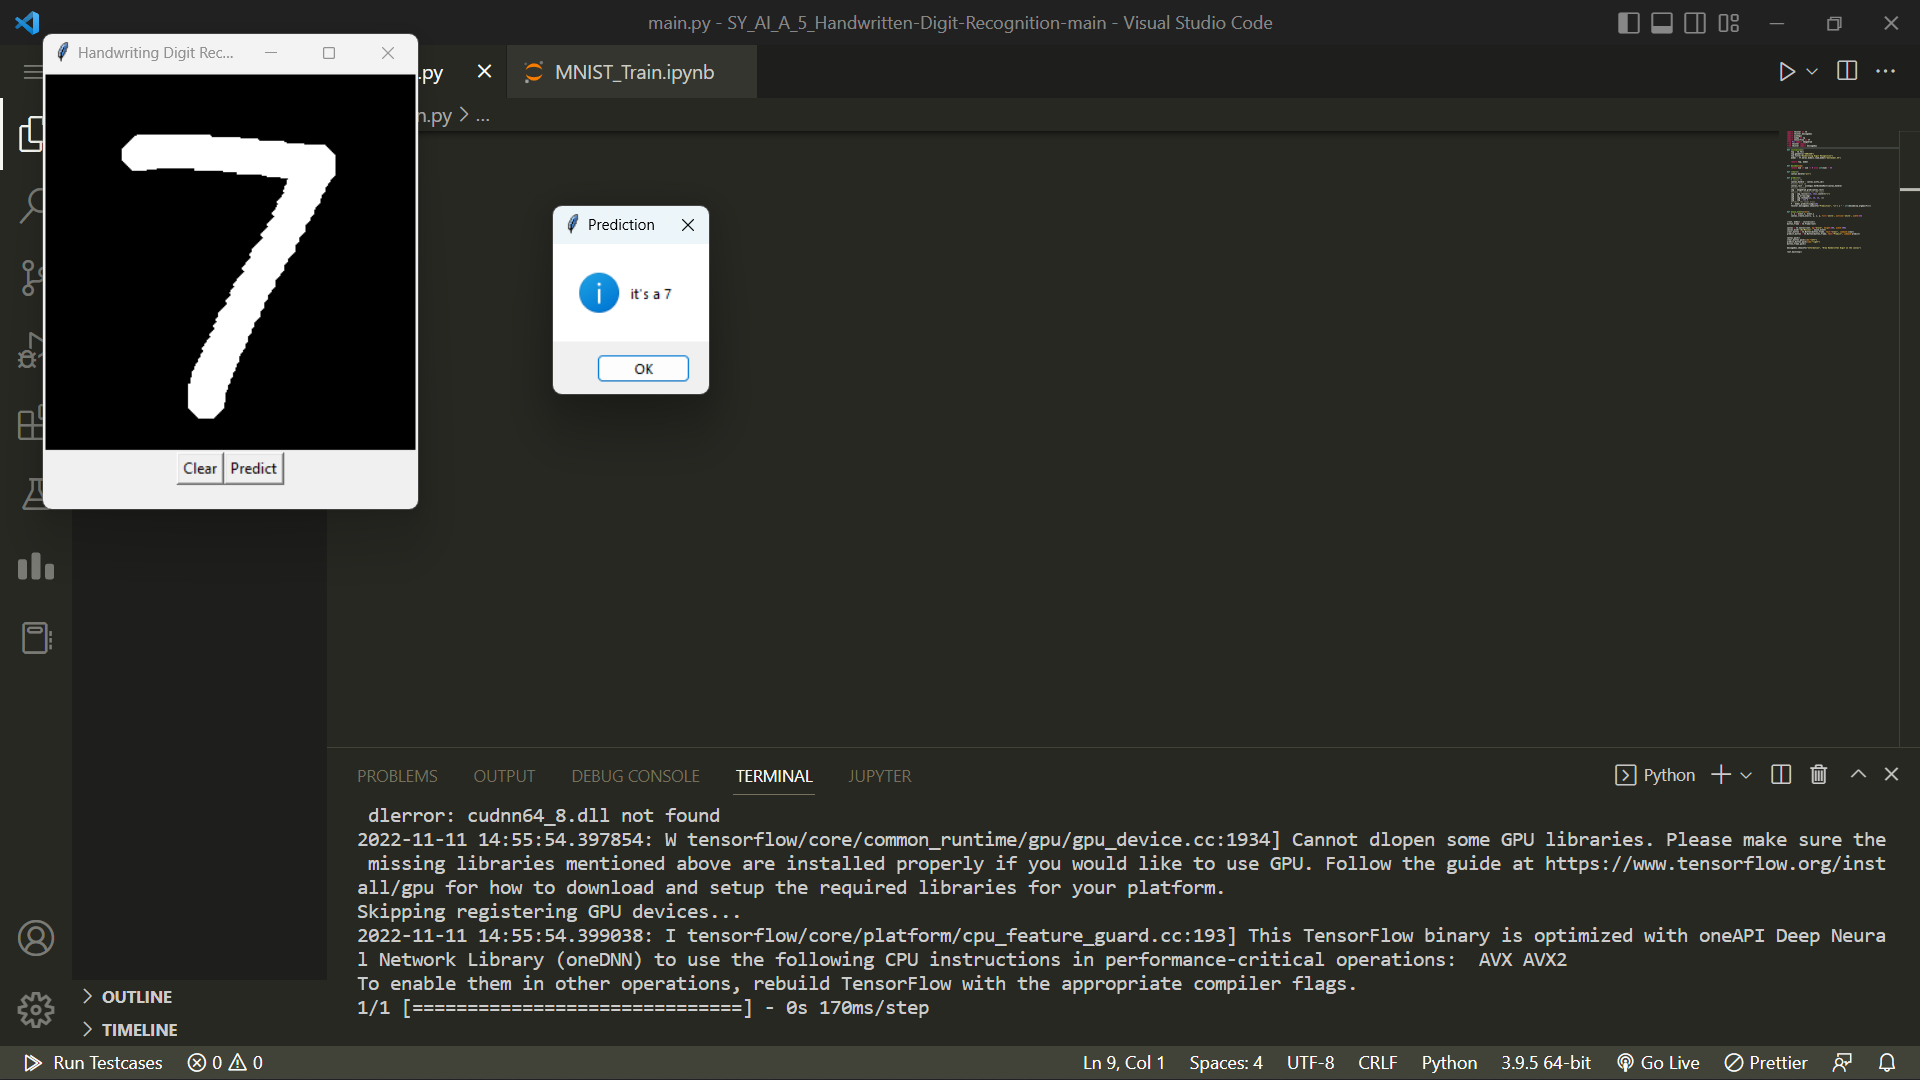 main.py - SY_AI_A_5_Handwritten-Digit-Recognition-main - Visual Studio Code
Handwriting Digit Rec...
.py
MNIST_Train.ipynb
n.py > ...
7
Prediction
it's a 7
OK
Clear
Predict
PROBLEMS
OUTPUT
DEBUG CONSOLE
TERMINAL
JUPYTER
Python
dlerror: cudnn64_8.dll not found
2022-11-11 14:55:54.397854: W tensorflow/core/common_runtime/gpu/gpu_device.cc:1934] Cannot dlopen some GPU libraries. Please make sure the
missing libraries mentioned above are installed properly if you would like to use GPU. Follow the guide at https://www.tensorflow.org/inst
all/gpu for how to download and setup the required libraries for your platform.
Skipping registering GPU devices...
2022-11-11 14:55:54.399038: I tensorflow/core/platform/cpu_feature_guard.cc:193] This TensorFlow binary is optimized with oneAPI Deep Neura
l Network Library (oneDNN) to use the following CPU instructions in performance-critical operations:  AVX AVX2
To enable them in other operations, rebuild TensorFlow with the appropriate compiler flags.
1/1 [==============================] - 0s 170ms/step
OUTLINE
TIMELINE
Run Testcases
0
0
Ln 9, Col 1
Spaces: 4
UTF-8
CRLF
Python
3.9.5 64-bit
Go Live
Prettier